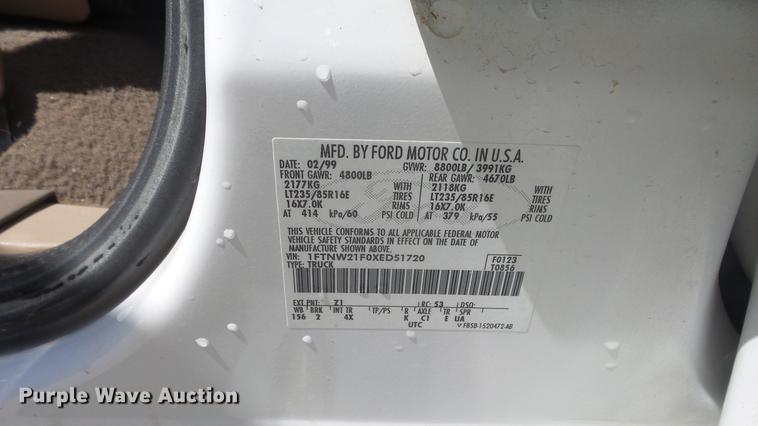 MFD. BY FORD MOTOR CO. IN U.S.A.
DATE: 02/99 GVWR: 8800LB/ 3991KG
FRONT GAWR: 4800LB REAR GAWR: 4670LB
2177KG WITH 2118KG WITH
LT235/85R16E TIRES LT235/85R16E TIRES
16X7.0K RIMS 16X7.0K RIMS
AT 414 kPa/60 PSI COLD AT 379 kPa/55 PSI COLD
THIS VEHICLE CONFORMS TO ALL APPLICABLE FEDERAL MOTOR
VEHICLE SAFETY STANDARDS IN EFFECT ON THE DATE OF
MANUFACTURE SHOWN ABOVE.
VIN: 1FTNW21F0XED51720 F0123
TYPE: TRUCK T0856
EXT PNT: Z1 RC: 53 DSO:
WB BRK INT TR TP/PS R AXLE TR SPR
156 2 4X K C1 E UA
UTC FBSB-1520472-AB
Purple Wave Auction